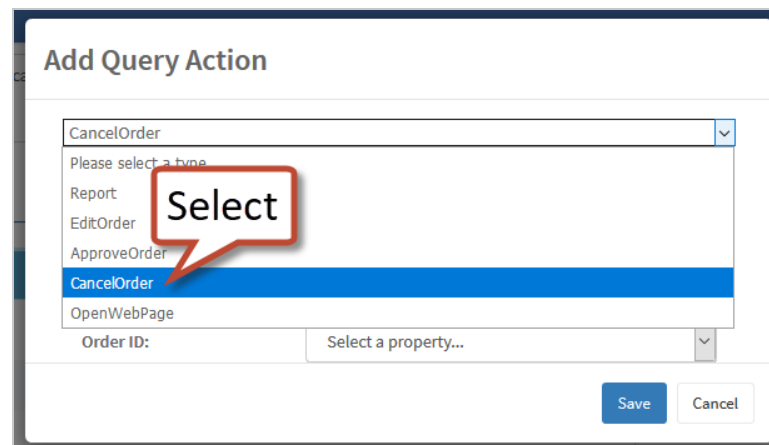 Add Query Action
CancelOrder
Please select a type
Report
Select
EditOrder
ApproveOrder
CancelOrder
OpenWebPage
Order ID: Select a property...
Save Cancel